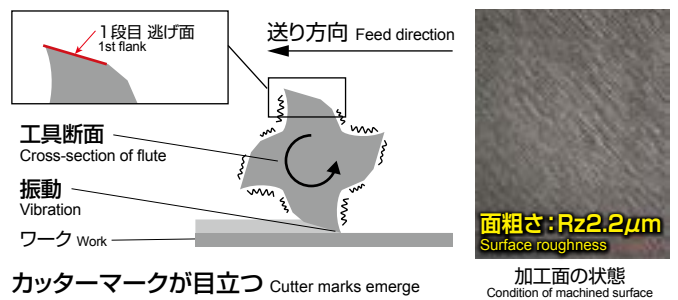 1段目 逃げ面
1st flank
送り方向 Feed direction
工具断面
Cross-section of flute
振動
Vibration
ワーク Work
カッターマークが目立つ Cutter marks emerge
面粗さ:Rz2.2μm
Surface roughness
加工面の状態
Condition of machined surface